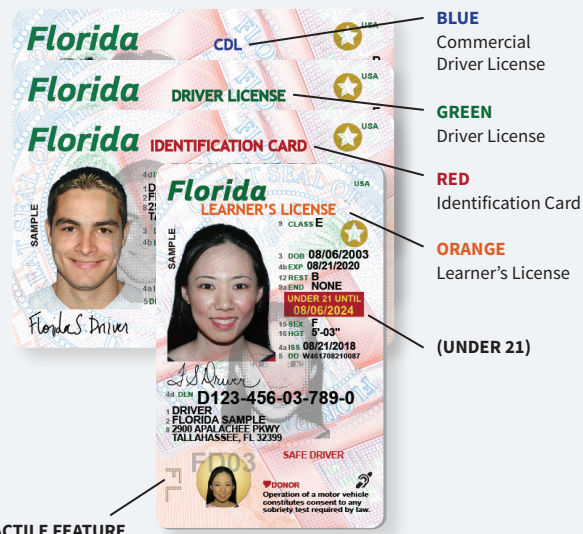 Florida
CDL
USA
BLUE
Commercial
Driver License
Florida
DRIVER LICENSE
USA
GREEN
Driver License
Florida
IDENTIFICATION CARD
USA
RED
Identification Card
SAMPLE
Florida S. Driver
Florida
USA
LEARNER'S LICENSE
ORANGE
Learner's License
SAMPLE
9 CLASS E
3 DOB 08/06/2003
4b EXP 08/21/2020
12 REST B
9a END NONE
UNDER 21 UNTIL
08/06/2024
(UNDER 21)
15 SEX F
16 HGT 5'-03"
4a ISS 08/21/2018
5 DD W461708210087
4d DLN D123-456-03-789-0
1 DRIVER
2 FLORIDA SAMPLE
8 2900 APALACHEE PKWY
TALLAHASSEE, FL 32399
SAFE DRIVER
FD03
FL
DONOR
Operation of a motor vehicle
constitutes consent to any
sobriety test required by law.